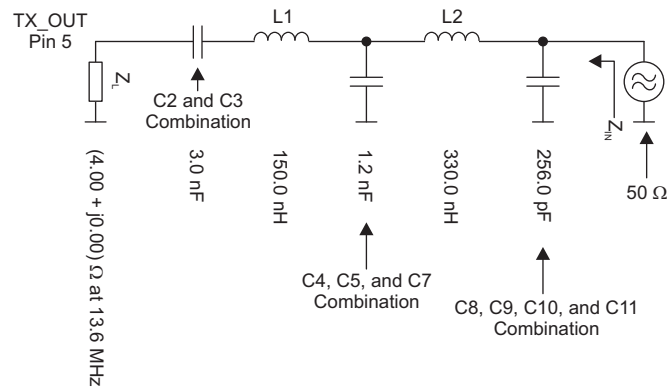 TX_OUT
Pin 5
L1
L2
Z_L
C2 and C3
Combination
Z_IN
50 Ω
(4.00 + j0.00) Ω at 13.6 MHz
3.0 nF
150.0 nH
1.2 nF
330.0 nH
256.0 pF
C4, C5, and C7
Combination
C8, C9, C10, and C11
Combination